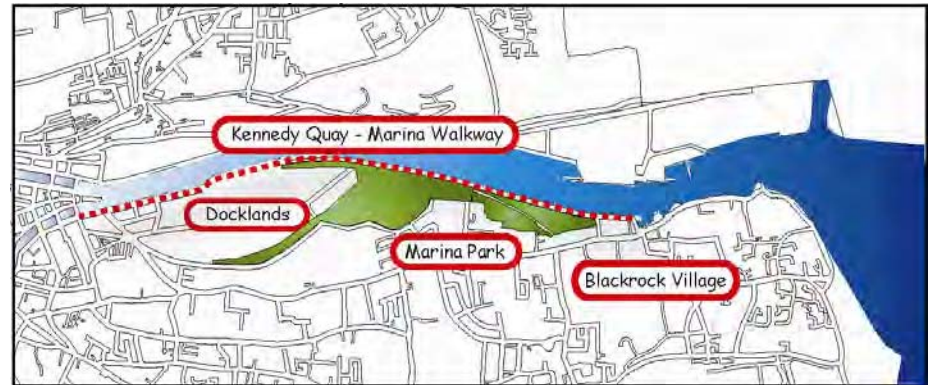 Kennedy Quay - Marina Walkway
Docklands
Marina Park
Blackrock Village